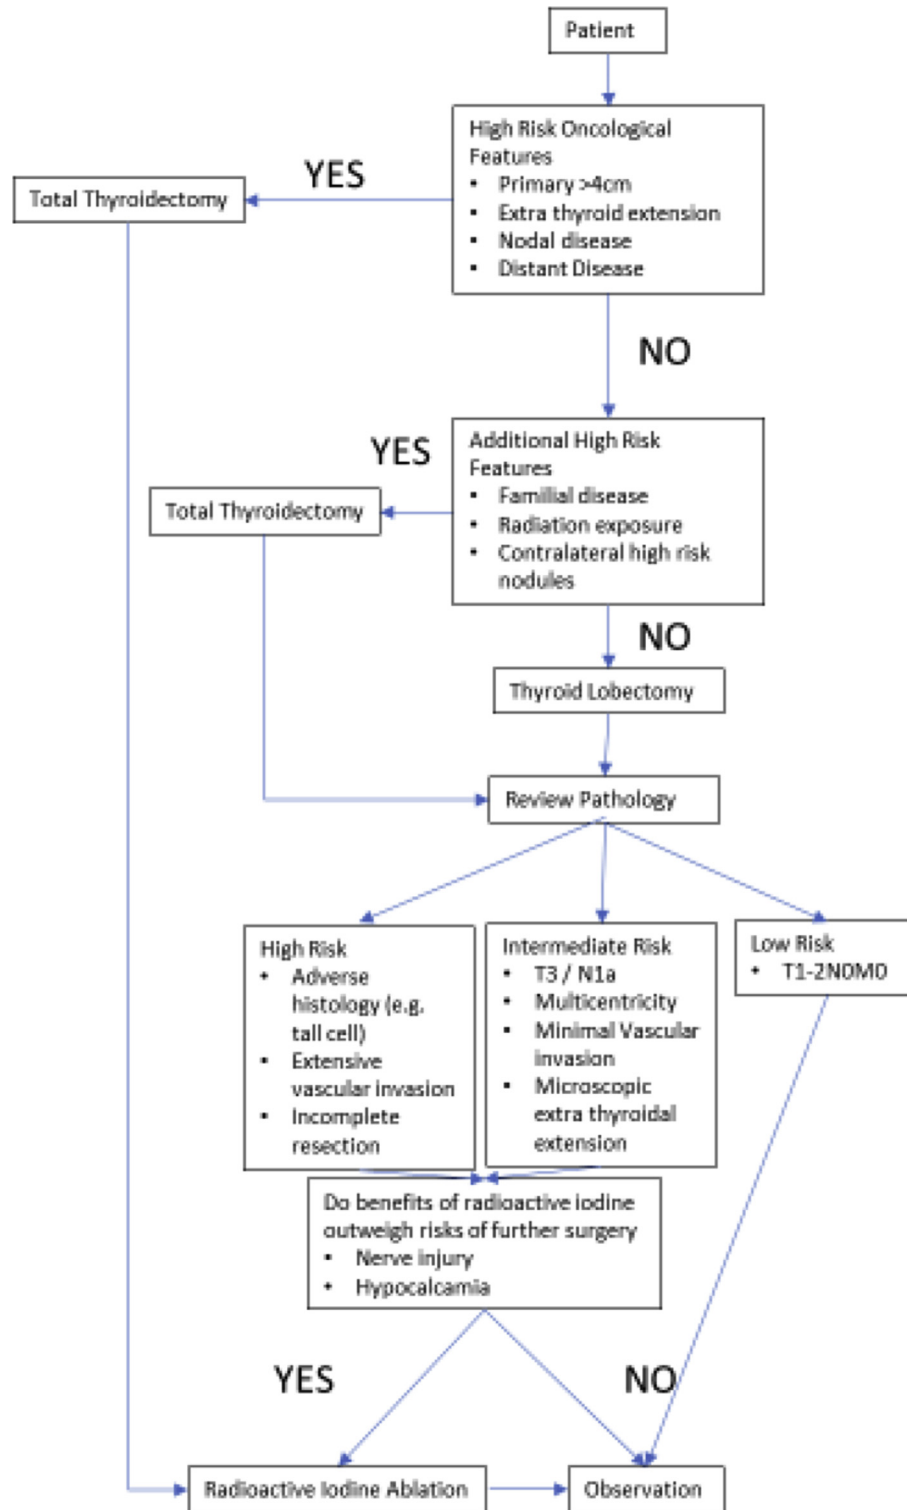 Patient
High Risk Oncological
Features
• Primary >4cm
• Extra thyroid extension
• Nodal disease
• Distant Disease
YES
Total Thyroidectomy
NO
Additional High Risk
Features
• Familial disease
• Radiation exposure
• Contralateral high risk
nodules
YES
Total Thyroidectomy
NO
Thyroid Lobectomy
Review Pathology
High Risk
• Adverse
histology (e.g.
tall cell)
• Extensive
vascular invasion
• Incomplete
resection
Intermediate Risk
• T3 / N1a
• Multicentricity
• Minimal Vascular
invasion
• Microscopic
extra thyroidal
extension
Low Risk
• T1-2N0M0
Do benefits of radioactive iodine
outweigh risks of further surgery
• Nerve injury
• Hypocalcamia
YES
NO
Radioactive Iodine Ablation
Observation